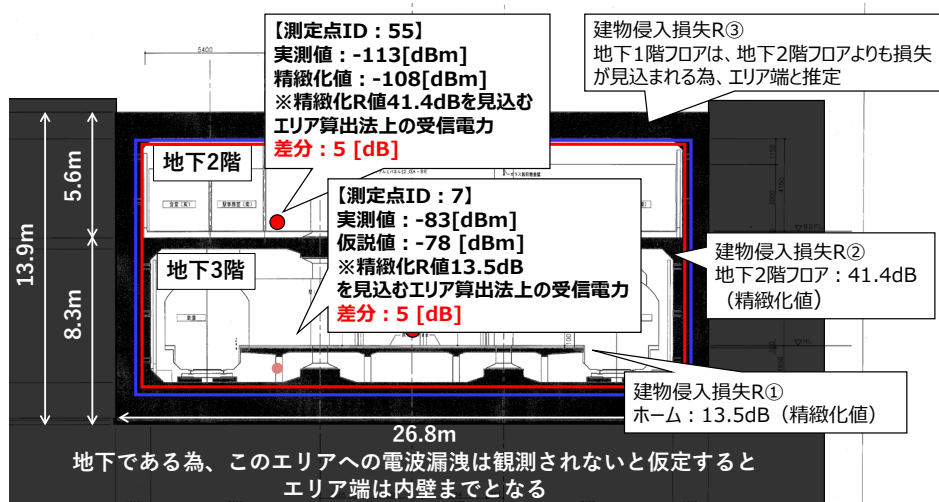 【測定点ID：55】
実測値：-113[dBm]
精緻化値：-108[dBm]
※精緻化R値41.4dBを見込む
エリア算出法上の受信電力
差分：5 [dB]
建物侵入損失R③
地下1階フロアは、地下2階フロアよりも損失
が見込まれる為、エリア端と推定
5400
地下2階
5.6m
13.9m
【測定点ID：7】
実測値：-83[dBm]
仮説値：-78 [dBm]
※精緻化R値13.5dB
を見込むエリア算出法上の受信電力
差分：5 [dB]
地下3階
8.3m
建物侵入損失R②
地下2階フロア：41.4dB
（精緻化値）
建物侵入損失R①
ホーム：13.5dB（精緻化値）
26.8m
地下である為、このエリアへの電波漏洩は観測されないと仮定すると
エリア端は内壁までとなる